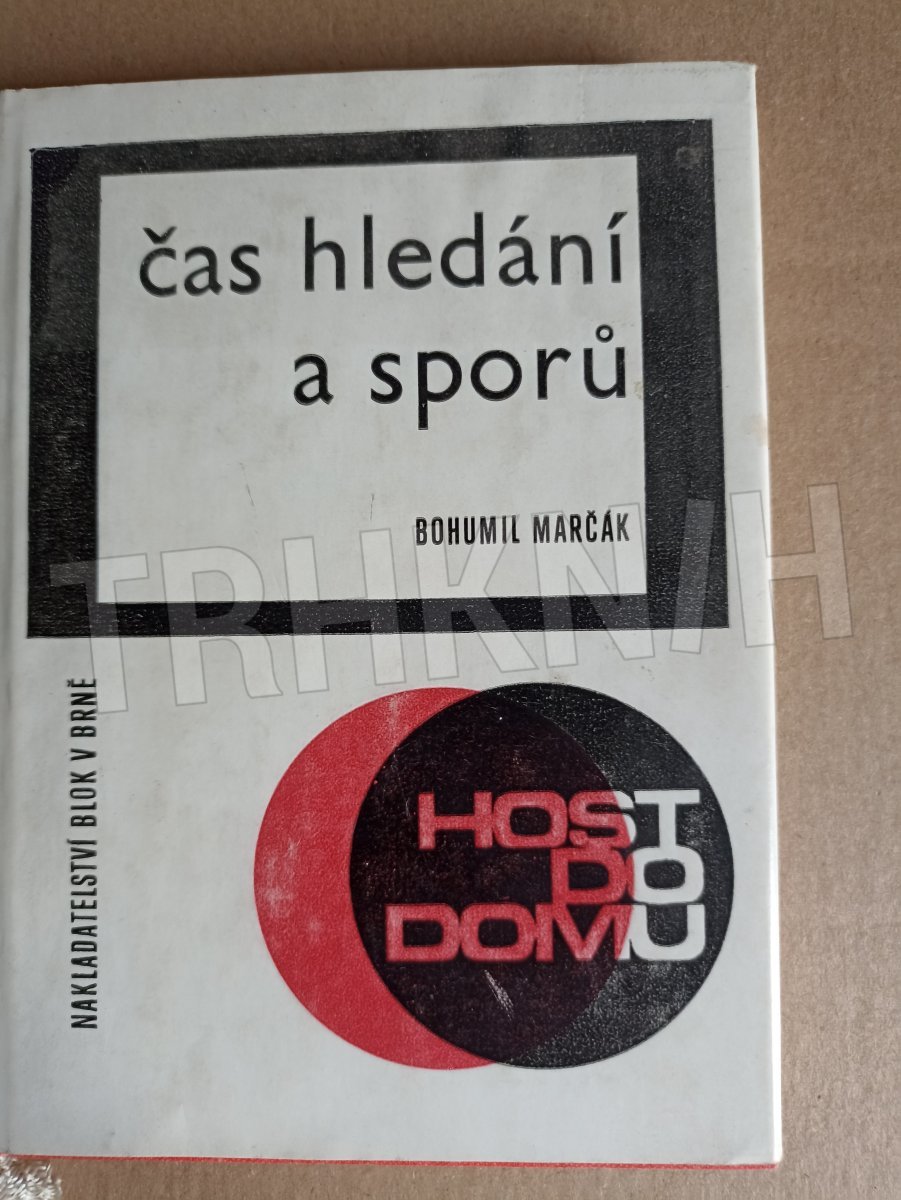 čas hledání
a sporů
BOHUMIL MARČÁK
TRHKNIH
NAKLADATELSTVÍ BLOK V BRNĚ
HOST
DO
DOMU